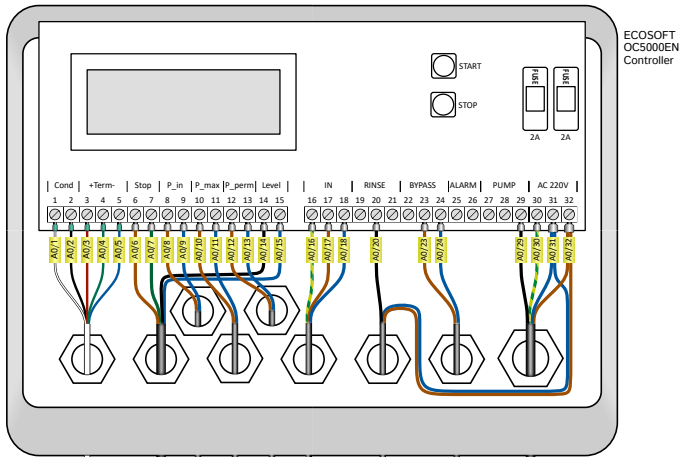 ECOSOFT
OC5000EN
Controller
START
STOP
FUSE FUSE
2A 2A
Cond +Term- Stop P_in P_max P_perm Level IN RINSE BYPASS ALARM PUMP AC 220V
1 2 3 4 5 6 7 8 9 10 11 12 13 14 15 16 17 18 19 20 21 22 23 24 25 26 27 28 29 30 31 32
A0/1 A0/2 A0/3 A0/4 A0/5 A0/6 A0/7 A0/8 A0/9 A0/10 A0/11 A0/12 A0/13 A0/14 A0/15 A0/16 A0/17 A0/18 A0/20 A0/23 A0/24 A0/29 A0/30 A0/31 A0/32